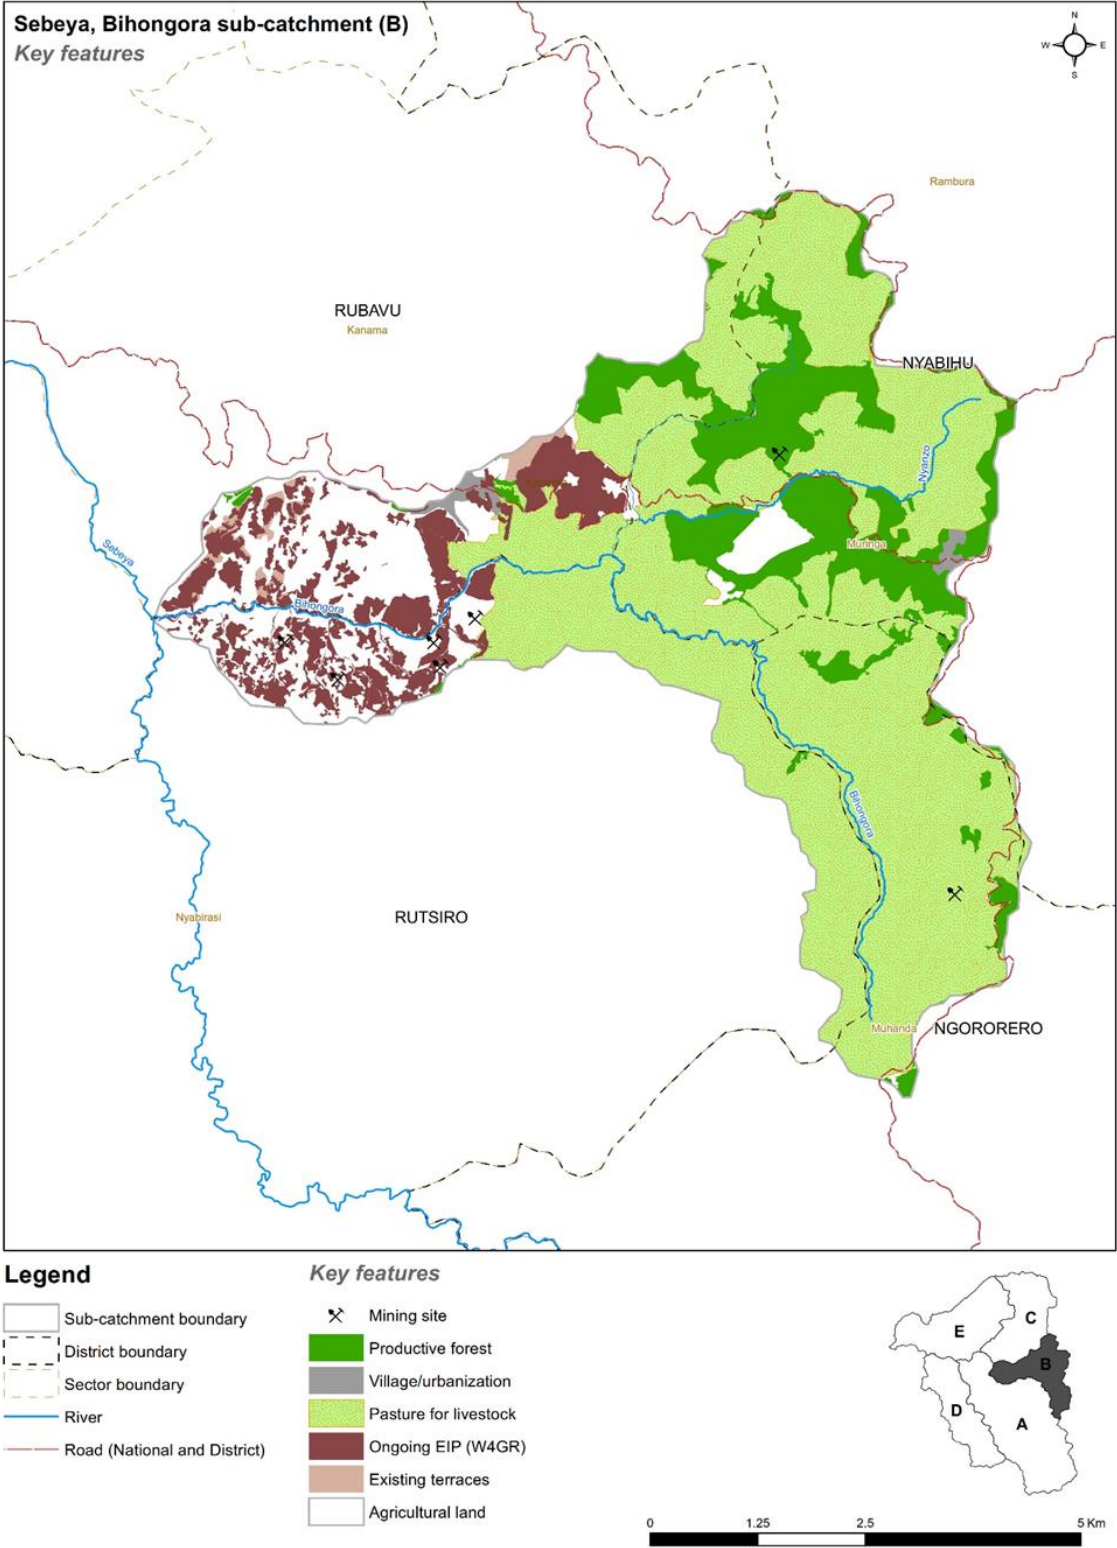 Sebeya, Bihongora sub-catchment (B)
Key features
N
W
E
S
Rambura
RUBAVU
Kanama
NYABIHU
Nyanzo
Muringa
Sebeya
Bihongora
Bihongora
Nyabirasi
RUTSIRO
Muhanda
NGORORERO
Legend
Sub-catchment boundary
District boundary
Sector boundary
River
Road (National and District)
Key features
Mining site
Productive forest
Village/urbanization
Pasture for livestock
Ongoing EIP (W4GR)
Existing terraces
Agricultural land
E
C
B
D
A
0 1.25 2.5 5 Km